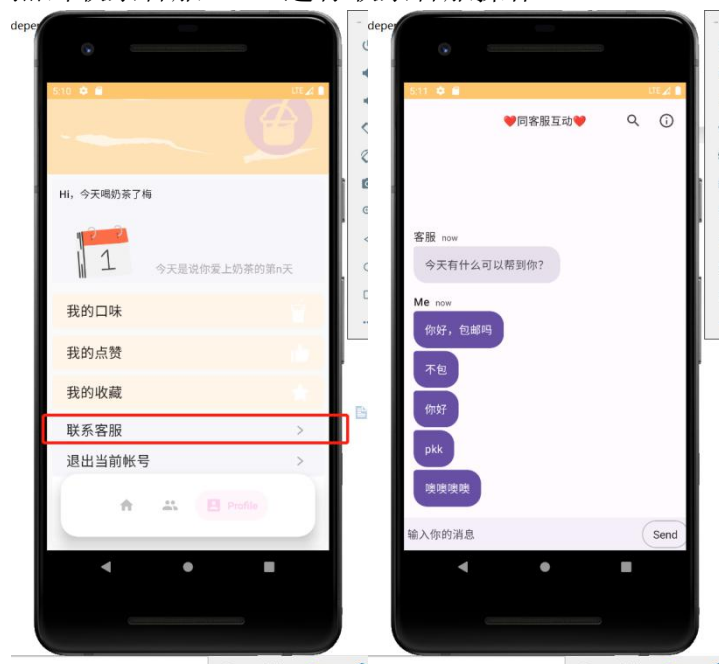 depe
5:10
LTE
Hi，今天喝奶茶了梅
1
今天是说你爱上奶茶的第n天
我的口味
我的点赞
我的收藏
联系客服
退出当前帐号
Profile
depe
5:11
LTE
❤️同客服互动❤️
客服 now
今天有什么可以帮到你？
Me now
你好，包邮吗
不包
你好
pkk
噢噢噢噢
输入你的消息
Send